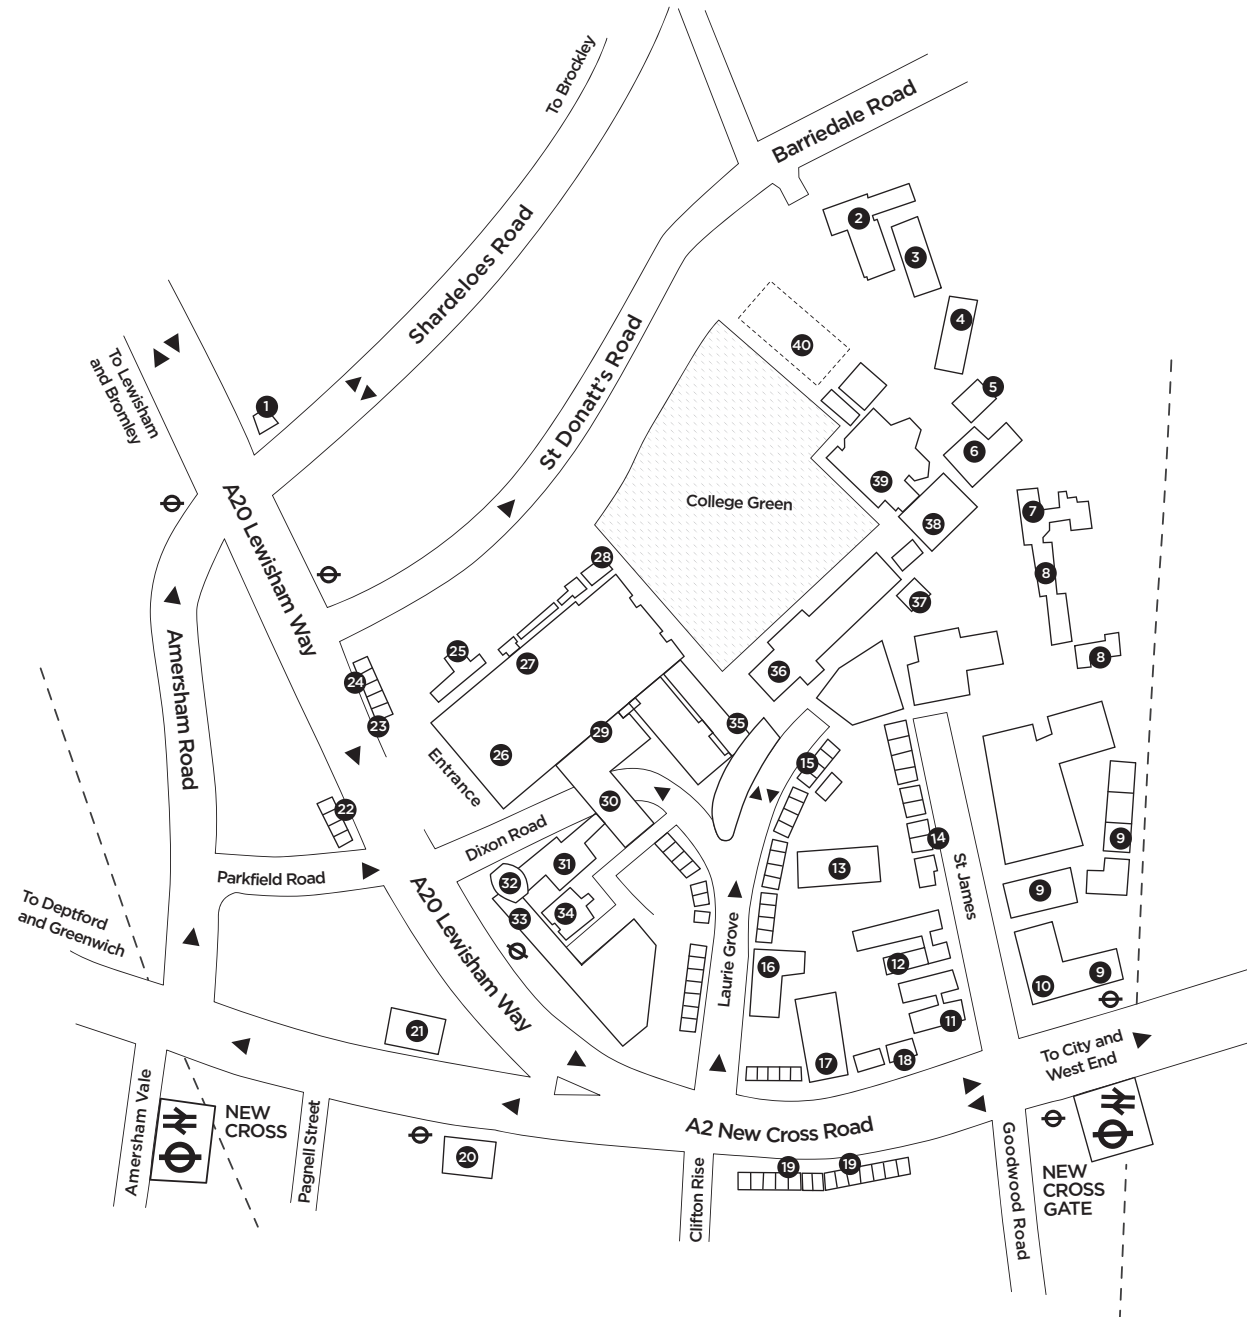 To Brockley
Barriedale Road
2
3
Shardeloes Road
4
40
To Lewisham
and Bromley
St Donatt's Road
5
1
6
39
College Green
7
38
A20 Lewisham Way
28
8
37
25
27
8
36
24
Amersham Road
23
35
29
26
15
Entrance
30
22
Dixon Road
14
9
31
13
St James
Parkfield Road
32
9
34
To Deptford
and Greenwich
33
A20 Lewisham Way
Laurie Grove
16
12
9
10
11
21
17
18
To City and
West End
NEW
CROSS
Amersham Vale
Pagnell Street
A2 New Cross Road
20
19
19
Clifton Rise
Goodwood Road
NEW
CROSS
GATE